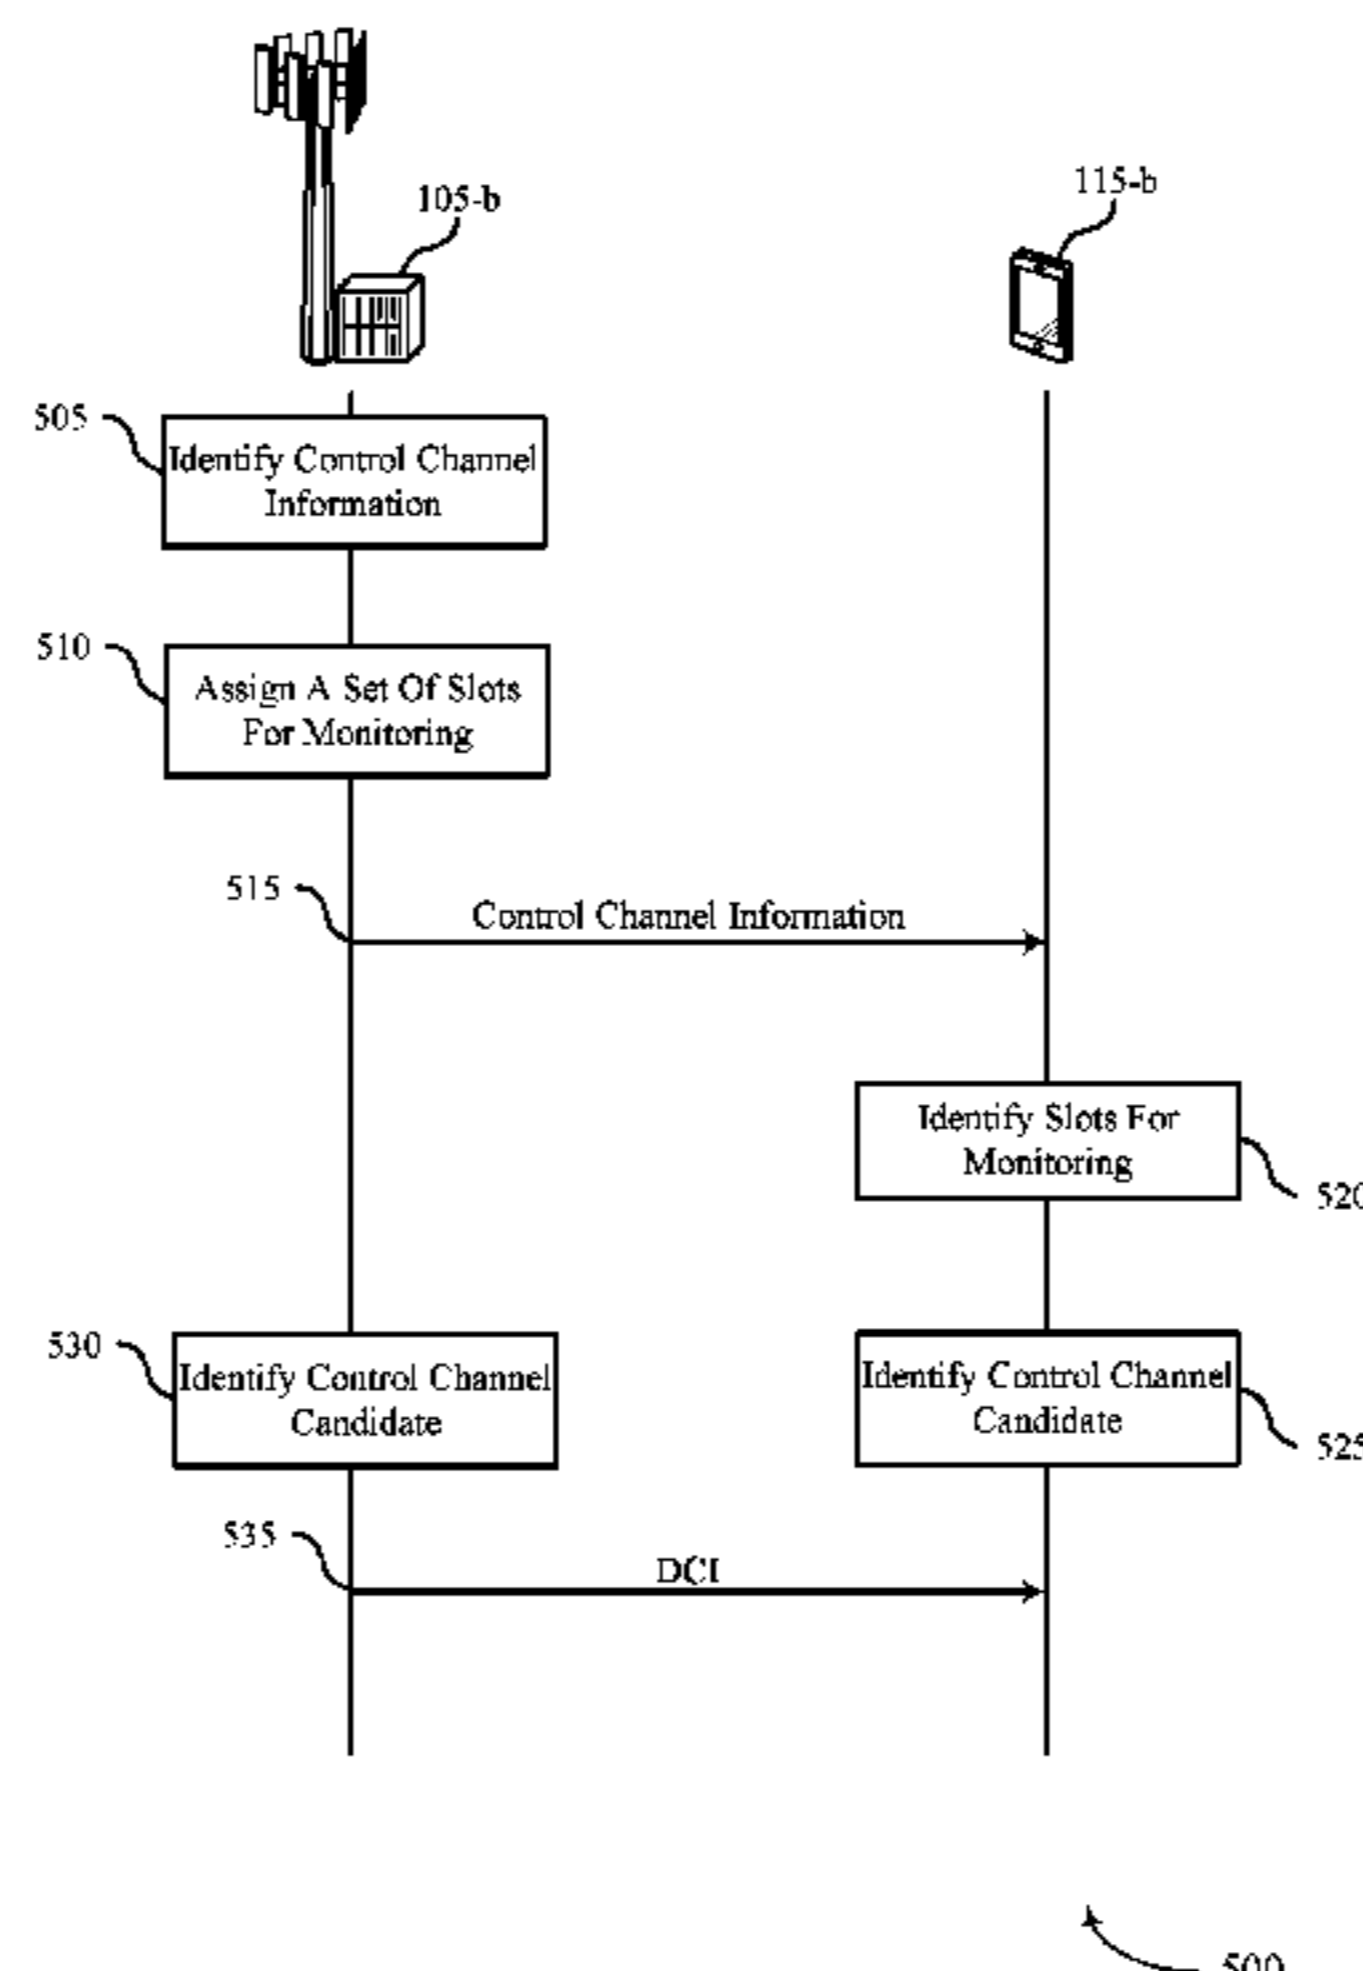 105-b
115-b
505
Identify Control Channel
Information
510
Assign A Set Of Slots
For Monitoring
515
Control Channel Information
Identify Slots For
Monitoring
520
530
Identify Control Channel
Candidate
Identify Control Channel
Candidate
525
535
DCI
500